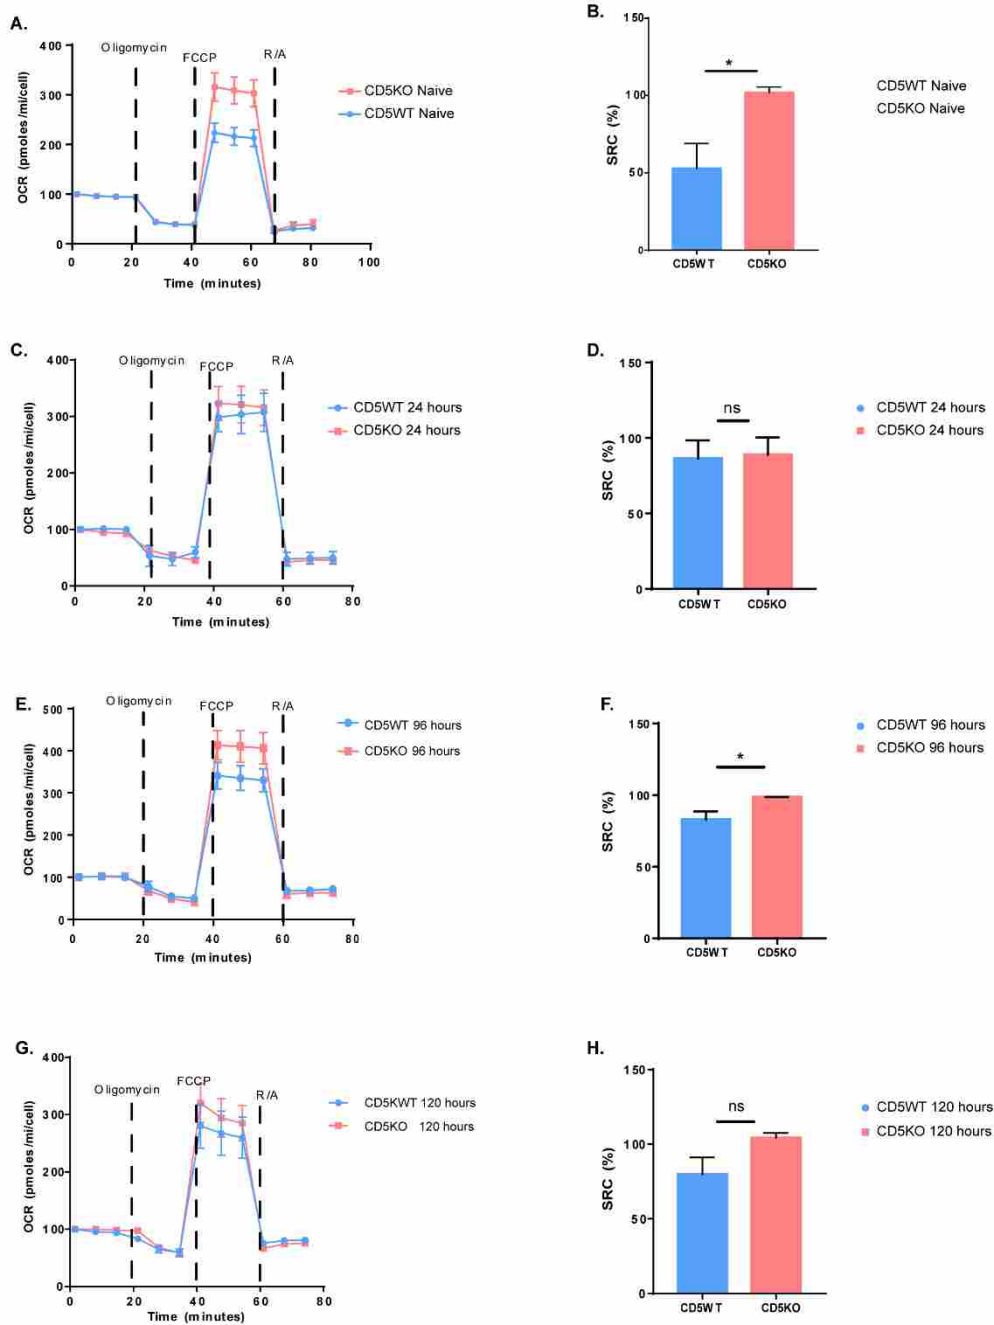 A.
Oligomycin
FCCP
R/A
400
300
200
100
0
OCR (pmoles/mi/cell)
0 20 40 60 80 100
Time (minutes)
CD5KO Naive
CD5WT Naive
B.
150
100
50
0
SRC (%)
*
CD5WT CD5KO
CD5WT Naive
CD5KO Naive
C.
Oligomycin
FCCP
R/A
400
300
200
100
0
OCR (pmoles/mi/cell)
0 20 40 60 80
Time (minutes)
CD5WT 24 hours
CD5KO 24 hours
D.
150
100
50
0
SRC (%)
ns
CD5WT CD5KO
CD5WT 24 hours
CD5KO 24 hours
E.
Oligomycin
FCCP
R/A
500
400
300
200
100
0
OCR (pmoles/mi/cell)
0 20 40 60 80
Time (minutes)
CD5WT 96 hours
CD5KO 96 hours
F.
150
100
50
0
SRC (%)
*
CD5WT CD5KO
CD5WT 96 hours
CD5KO 96 hours
G.
Oligomycin
FCCP
R/A
400
300
200
100
0
OCR (pmoles/mi/cell)
0 20 40 60 80
Time (minutes)
CD5KWT 120 hours
CD5KO 120 hours
H.
150
100
50
0
SRC (%)
ns
CD5WT CD5KO
CD5WT 120 hours
CD5KO 120 hours